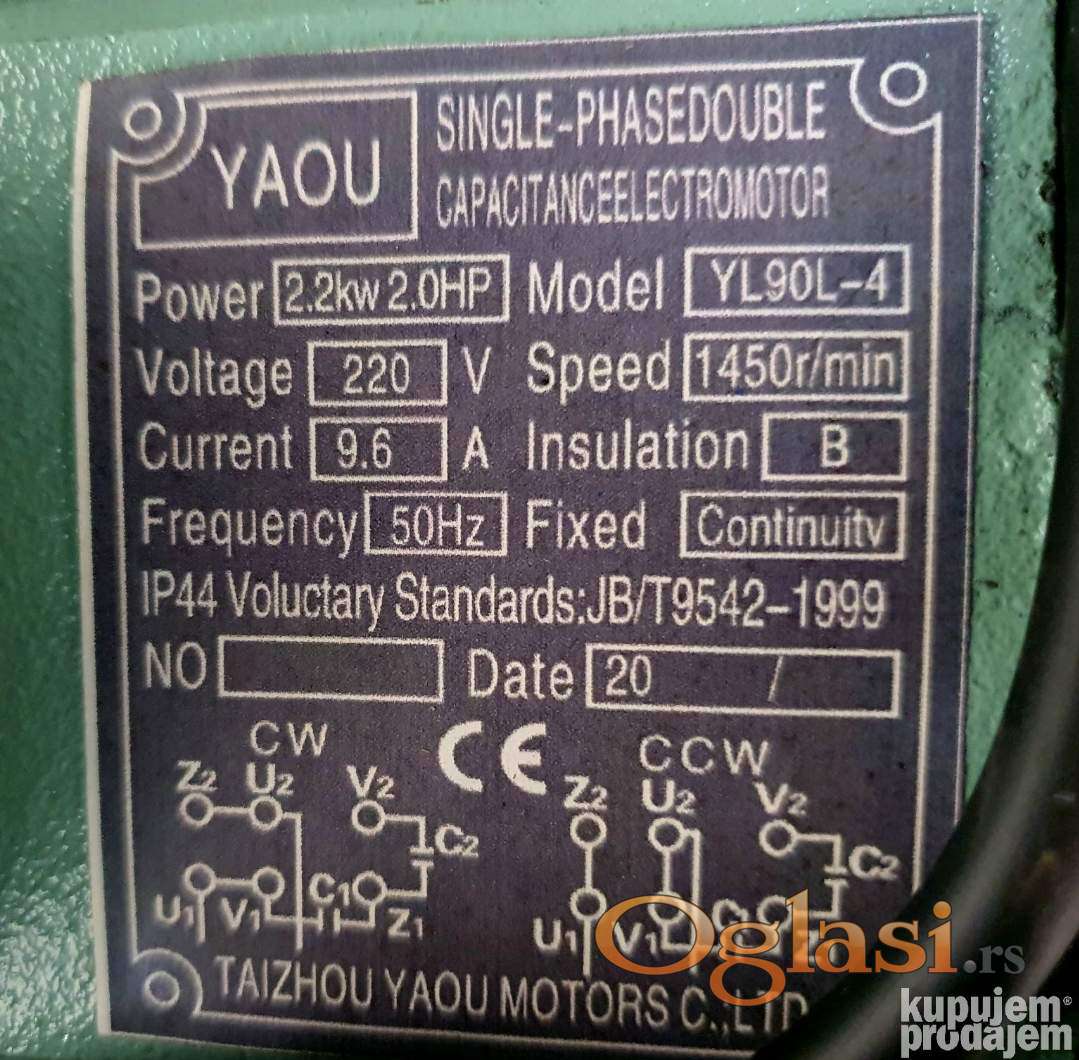 YAOU
SINGLE-PHASEDOUBLE
CAPACITANCEELECTROMOTOR
Power 2.2kw 2.0HP Model YL90L-4
Voltage 220 V Speed 1450r/min
Current 9.6 A Insulation B
Frequency 50Hz Fixed Continuitv
IP44 Voluctary Standards:JB/T9542-1999
NO Date 20 /
CW CE CCW
Z2 U2 V2 Z2 U2 V2
C2 C2
U1 V1 C1 Z1 U1 V1
TAIZHOU YAOU MOTORS C.,LTD
Oglasi.rs
kupujem®
prodajem